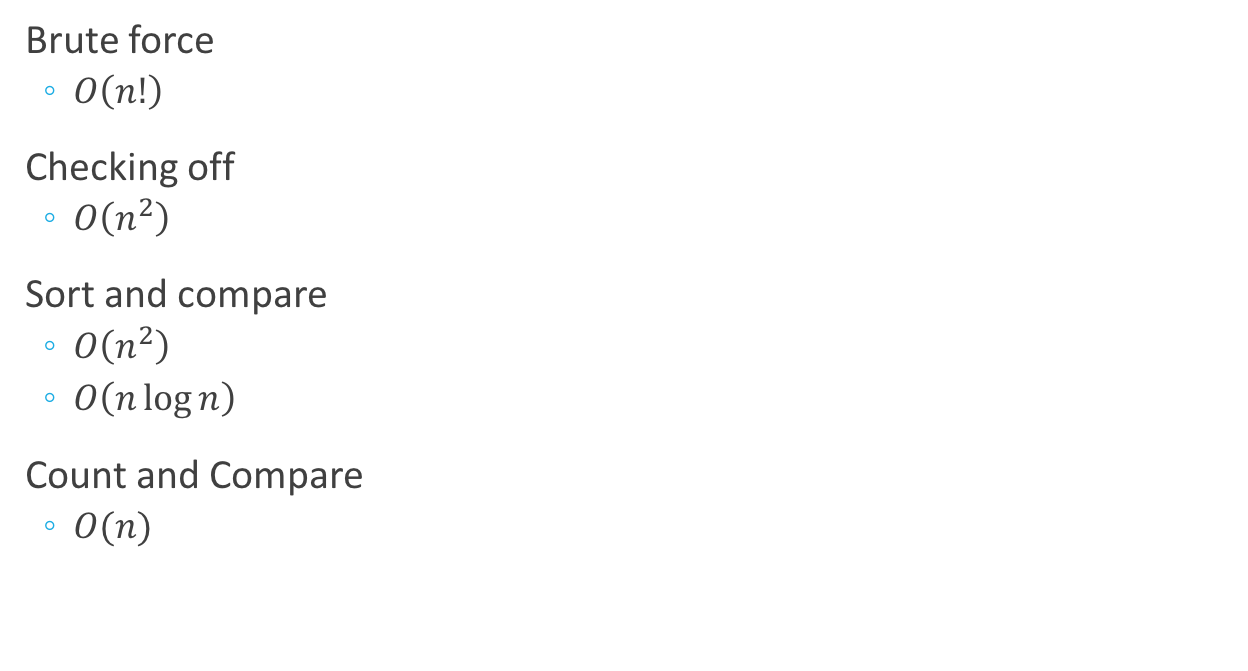 Brute force
◦ O(n!)
Checking off
◦ O(n²)
Sort and compare
◦ O(n²)
◦ O(n log n)
Count and Compare
◦ O(n)